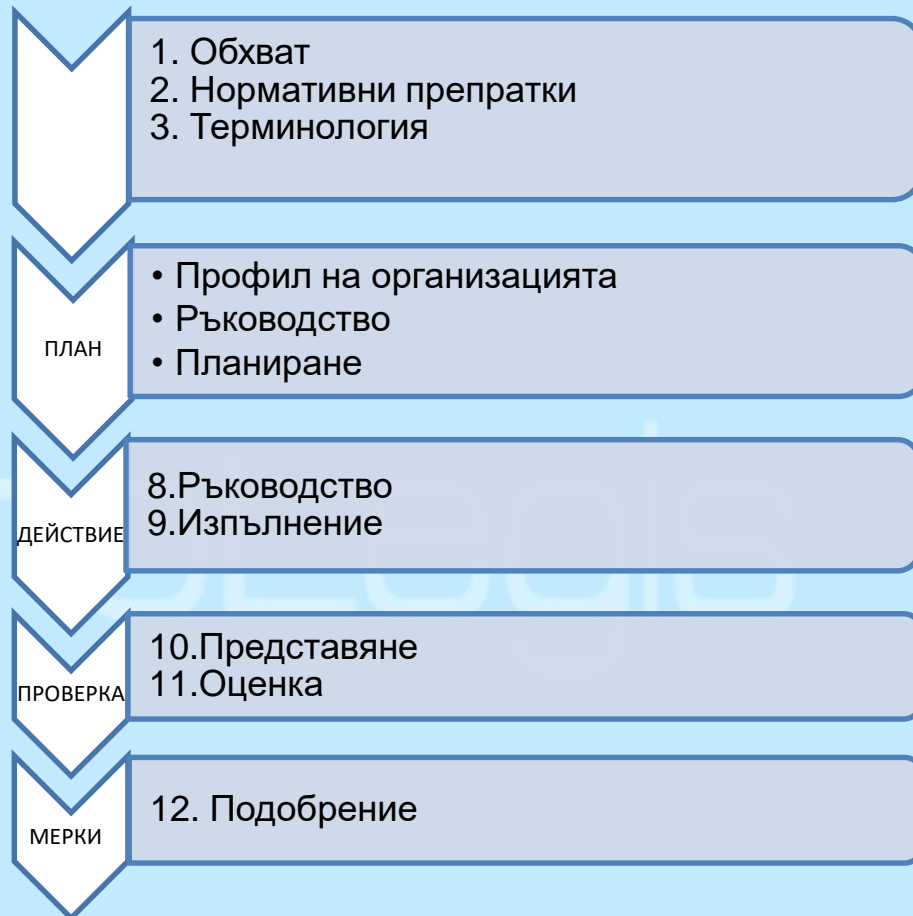 1. Обхват
2. Нормативни препратки
3. Терминология
ПЛАН
• Профил на организацията
• Ръководство
• Планиране
ДЕЙСТВИЕ
8.Ръководство
9.Изпълнение
ПРОВЕРКА
10.Представяне
11.Оценка
МЕРКИ
12. Подобрение